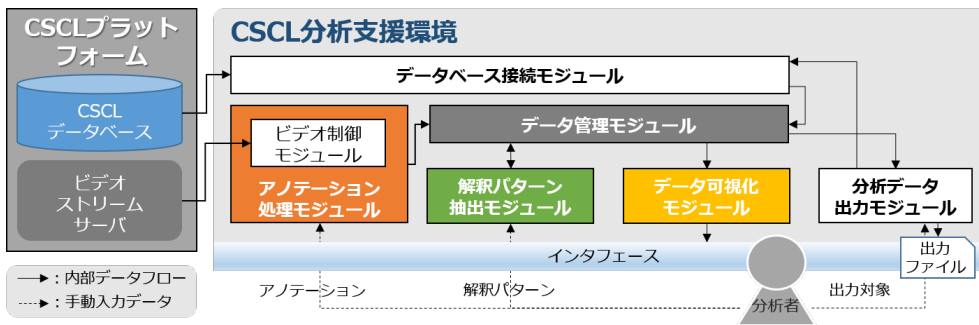 CSCLプラット
フォーム
CSCL
データベース
ビデオ
ストリーム
サーバ
→：内部データフロー
⇢：手動入力データ
CSCL分析支援環境
データベース接続モジュール
ビデオ制御
モジュール
アノテーション
処理モジュール
データ管理モジュール
解釈パターン
抽出モジュール
データ可視化
モジュール
分析データ
出力モジュール
インタフェース
出力
ファイル
アノテーション
解釈パターン
分析者
出力対象